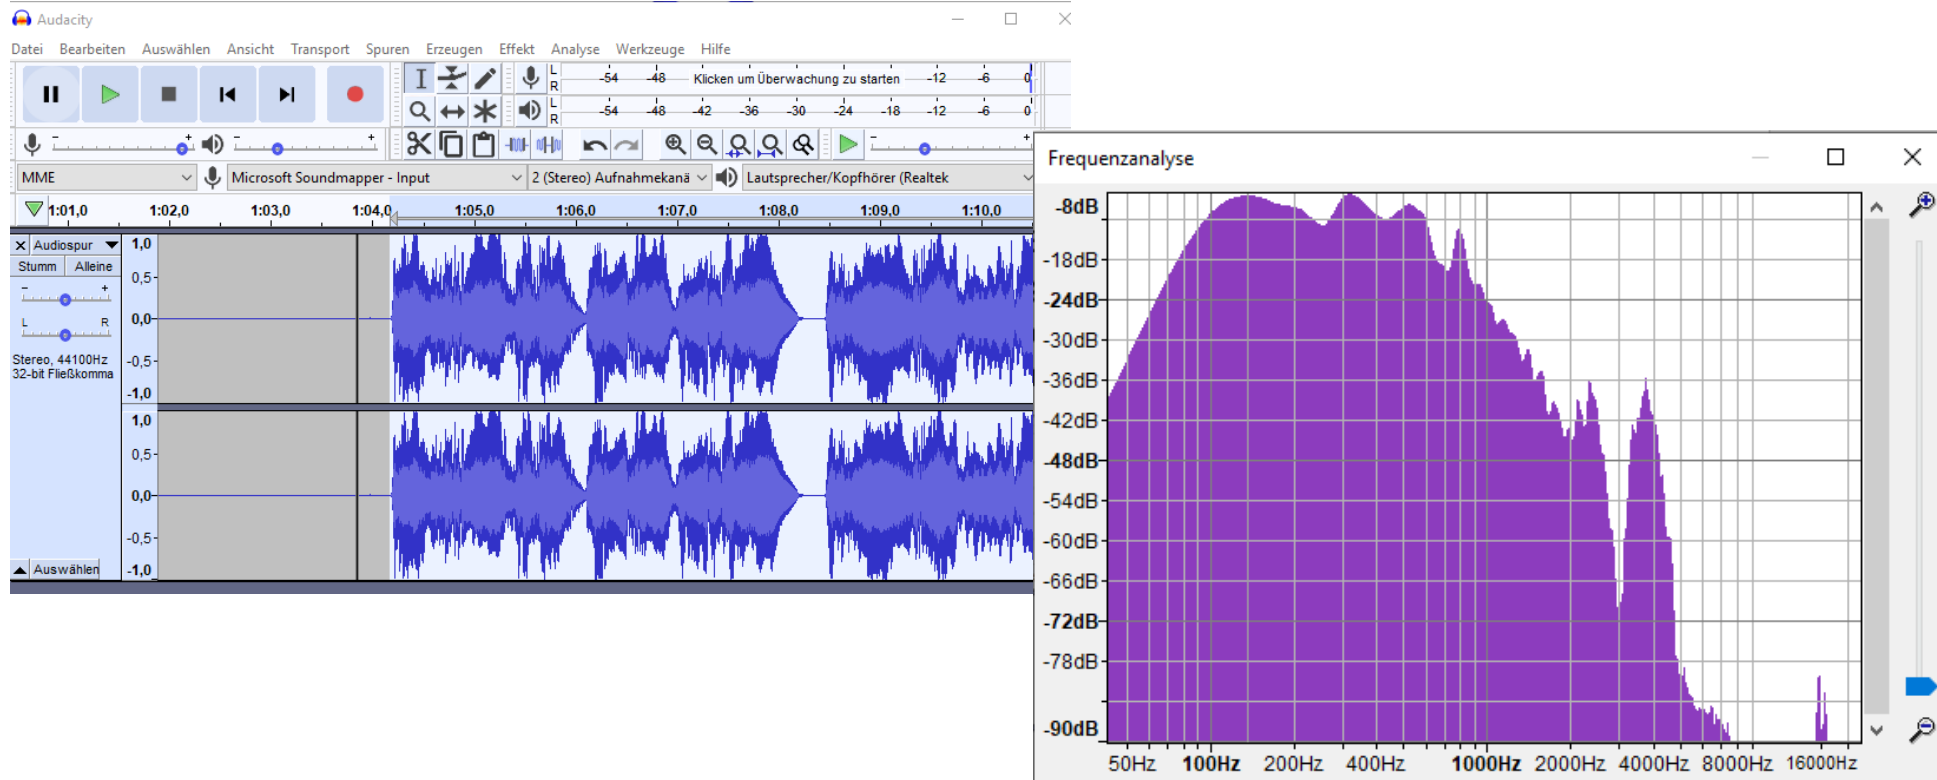 Audacity
Datei Bearbeiten Auswählen Ansicht Transport Spuren Erzeugen Effekt Analyse Werkzeuge Hilfe
L R -54 -48 Klicken um Überwachung zu starten -12 -6 0
L R -54 -48 -42 -36 -30 -24 -18 -12 -6 0
- + - + - +
MME Microsoft Soundmapper - Input 2 (Stereo) Aufnahmekanä Lautsprecher/Kopfhörer (Realtek
1:01,0 1:02,0 1:03,0 1:04,0 1:05,0 1:06,0 1:07,0 1:08,0 1:09,0 1:10,0
Audiospur
Stumm Alleine
- +
L R
Stereo, 44100Hz
32-bit Fließkomma
Auswählen
1,0
0,5
0,0
-0,5
-1,0
1,0
0,5
0,0
-0,5
-1,0
Frequenzanalyse
-8dB
-18dB
-24dB
-30dB
-36dB
-42dB
-48dB
-54dB
-60dB
-66dB
-72dB
-78dB
-90dB
50Hz 100Hz 200Hz 400Hz 1000Hz 2000Hz 4000Hz 8000Hz 16000Hz